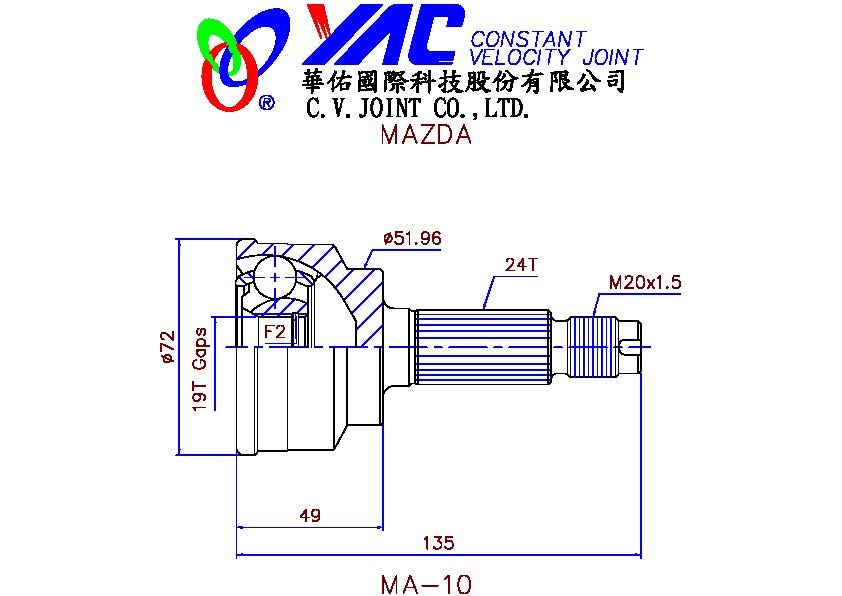 YAC CONSTANT
VELOCITY JOINT
®
華佑國際科技股份有限公司
C.V.JOINT CO.,LTD.
MAZDA
ø51.96
24T
M20x1.5
F2
ø72
19T Gaps
49
135
MA-10